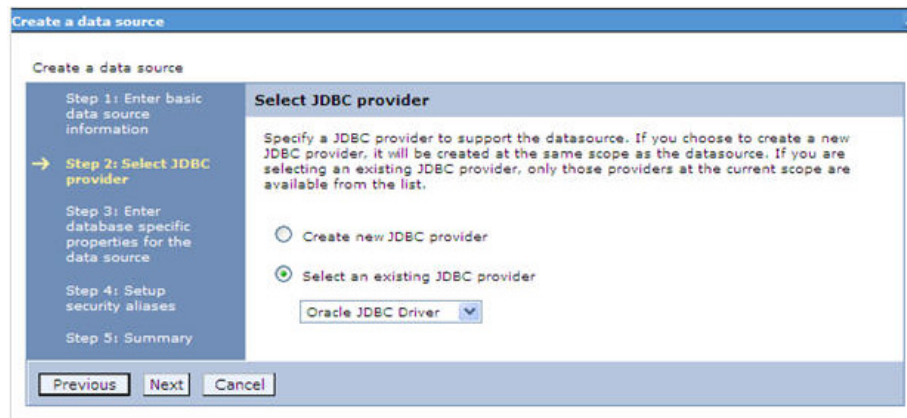 Create a data source
Create a data source
Step 1: Enter basic
data source
information
Step 2: Select JDBC
provider
Step 3: Enter
database specific
properties for the
data source
Step 4: Setup
security aliases
Step 5: Summary
Select JDBC provider
Specify a JDBC provider to support the datasource. If you choose to create a new
JDBC provider, it will be created at the same scope as the datasource. If you are
selecting an existing JDBC provider, only those providers at the current scope are
available from the list.
Create new JDBC provider
Select an existing JDBC provider
Oracle JDBC Driver
Previous Next Cancel